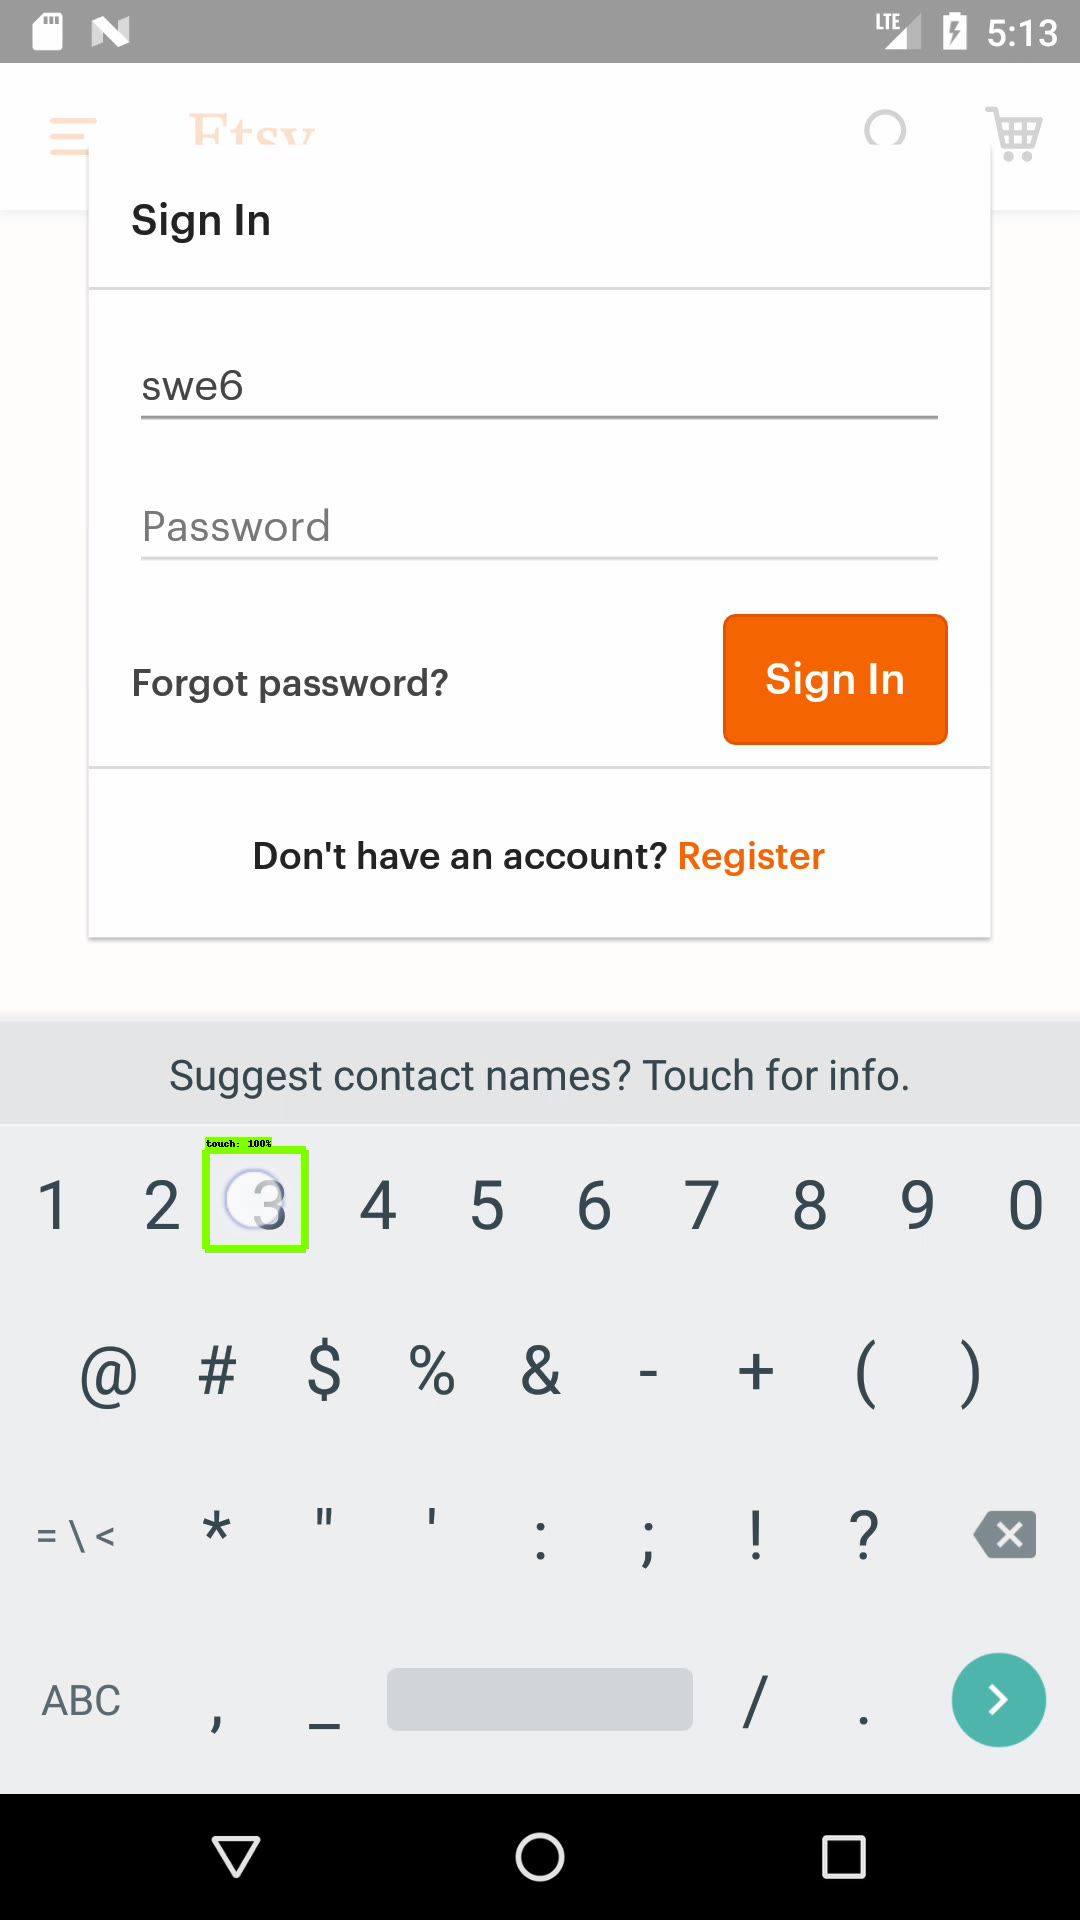 LTE 5:13
Etsy
Sign In
swe6
Password
Forgot password? Sign In
Don't have an account? Register
Suggest contact names? Touch for info.
touch: 100%
1 2 3 4 5 6 7 8 9 0
@ # $ % & - + ( )
= \ < * " ' : ; ! ?
ABC , _ / .